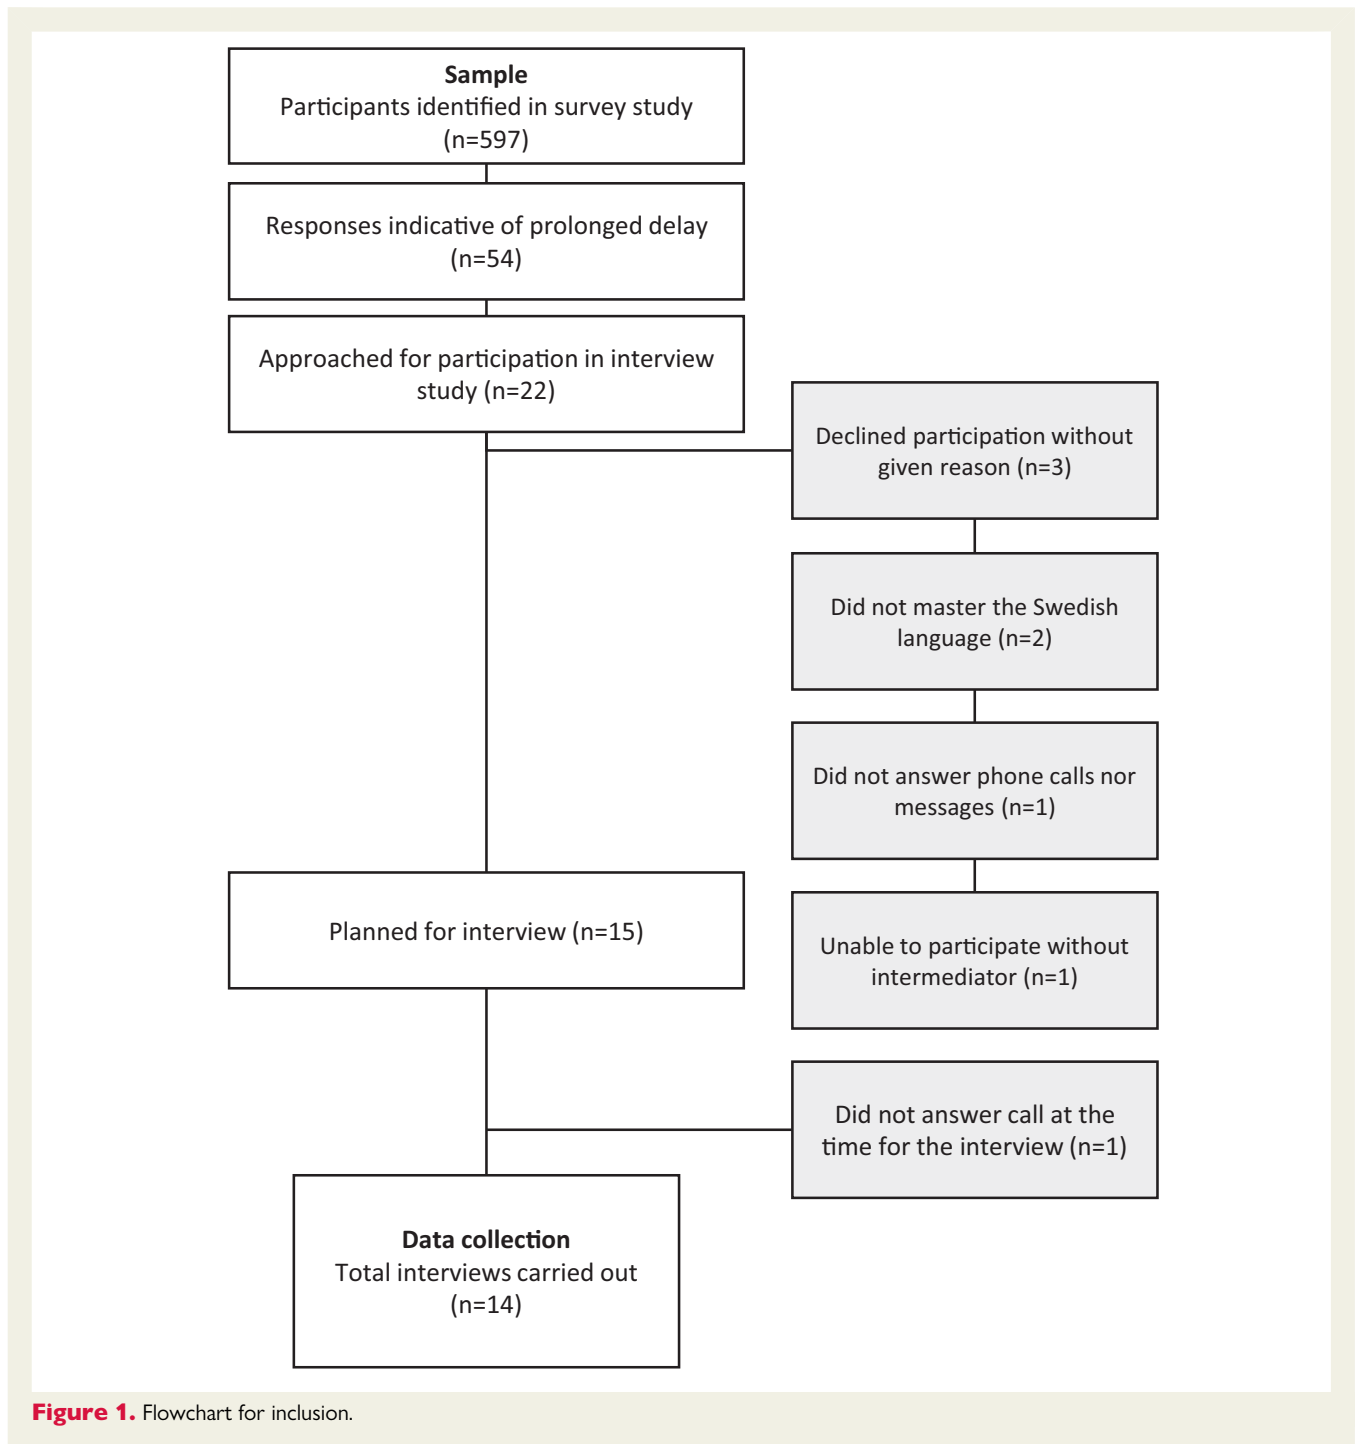 Sample
Participants identified in survey study
(n=597)
Responses indicative of prolonged delay
(n=54)
Approached for participation in interview
study (n=22)
Declined participation without
given reason (n=3)
Did not master the Swedish
language (n=2)
Did not answer phone calls nor
messages (n=1)
Planned for interview (n=15)
Unable to participate without
intermediator (n=1)
Did not answer call at the
time for the interview (n=1)
Data collection
Total interviews carried out
(n=14)
Figure 1. Flowchart for inclusion.